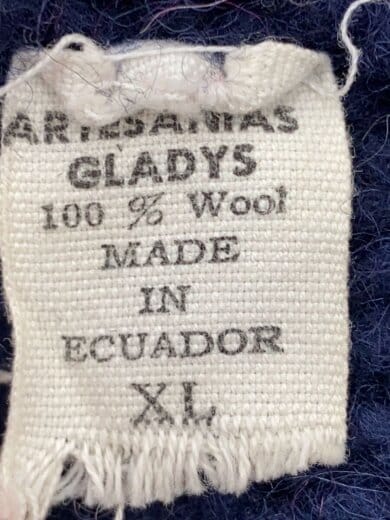 ARTESANIAS
GLADYS
100 % Wool
MADE
IN
ECUADOR
XL